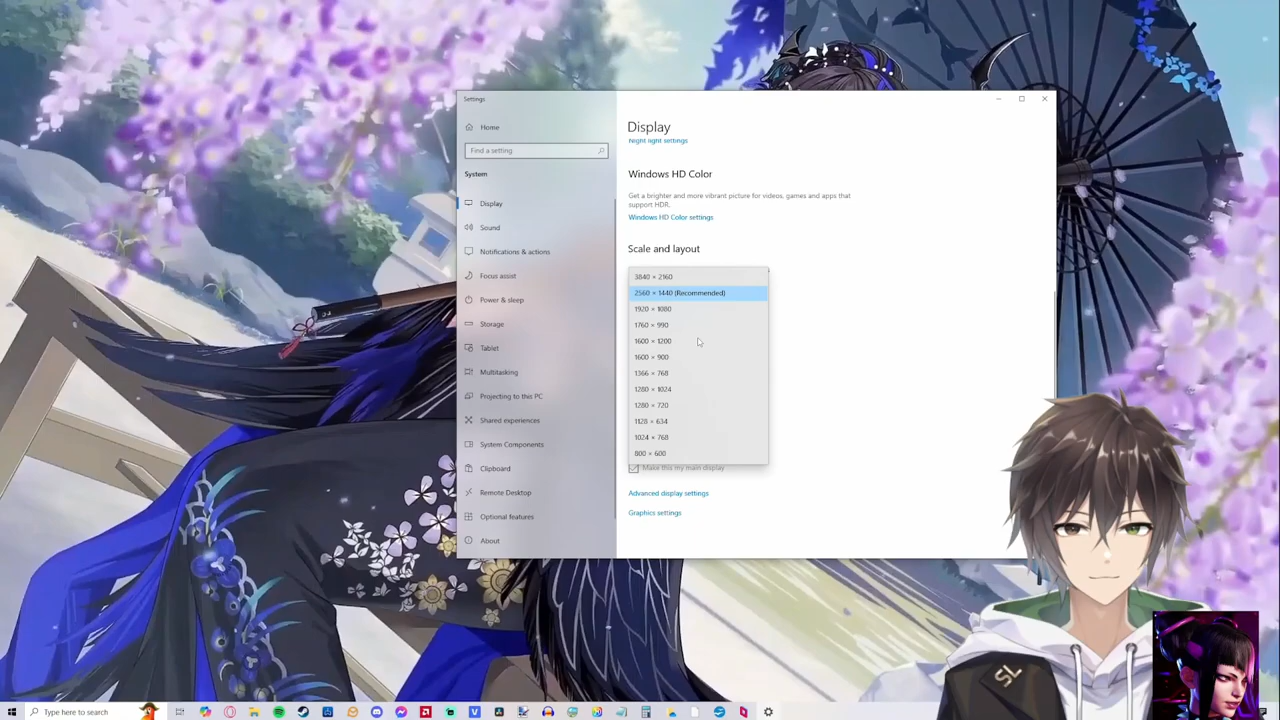 Settings
Home
Find a setting
System
Display
Sound
Notifications & actions
Focus assist
Power & sleep
Storage
Tablet
Multitasking
Projecting to this PC
Shared experiences
System Components
Clipboard
Remote Desktop
Optional features
About
Display
Night light settings
Windows HD Color
Get a brighter and more vibrant picture for videos, games and apps that
support HDR.
Windows HD Color settings
Scale and layout
3840 × 2160
2560 × 1440 (Recommended)
1920 × 1080
1760 × 990
1600 × 1200
1600 × 900
1366 × 768
1280 × 1024
1280 × 720
1128 × 634
1024 × 768
800 × 600
Make this my main display
Advanced display settings
Graphics settings
SL
Type here to search